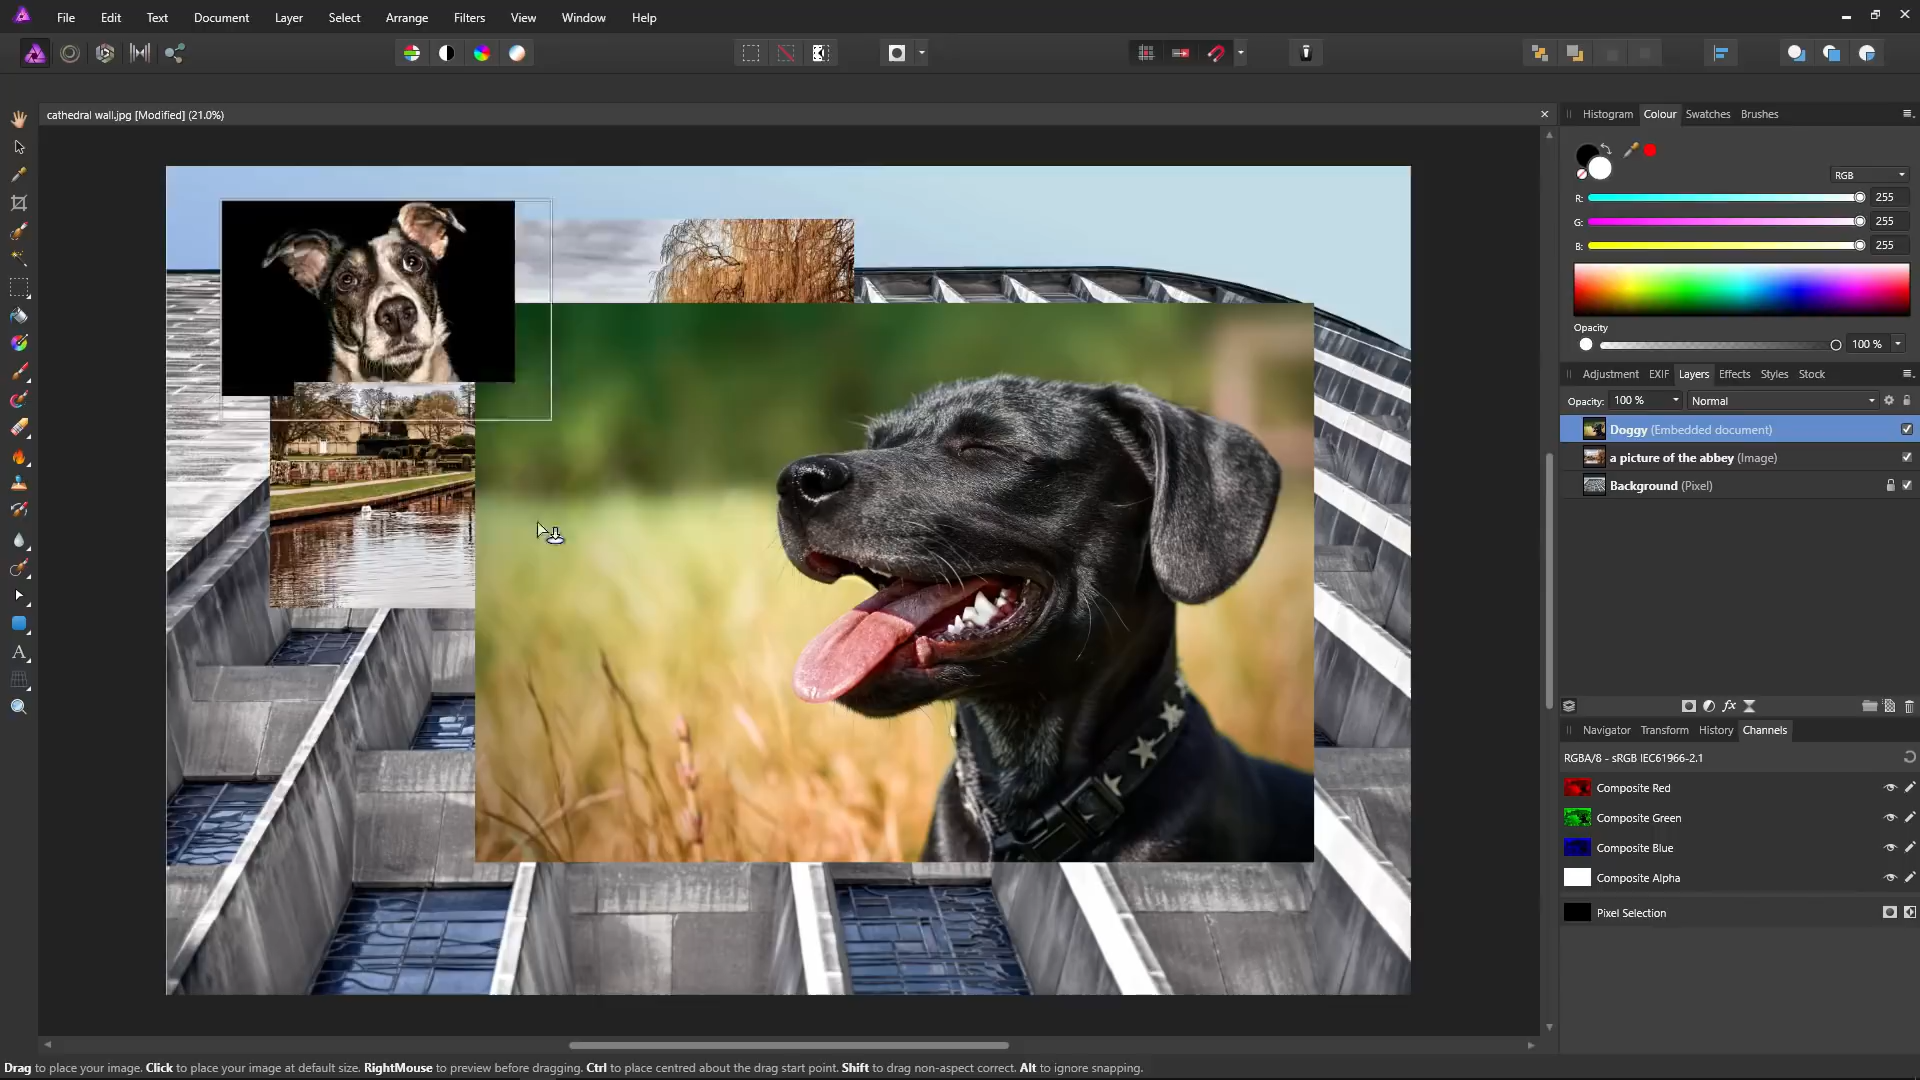 File Edit Text Document Layer Select Arrange Filters View Window Help
cathedral wall.jpg [Modified] (21.0%)
Histogram Colour Swatches Brushes
RGB
R: 255
G: 255
B: 255
Opacity
100 %
Adjustment EXIF Layers Effects Styles Stock
Opacity: 100 % Normal
Doggy (Embedded document)
a picture of the abbey (Image)
Background (Pixel)
fx
Navigator Transform History Channels
RGBA/8 - sRGB IEC61966-2.1
Composite Red
Composite Green
Composite Blue
Composite Alpha
Pixel Selection
Drag to place your image. Click to place your image at default size. RightMouse to preview before dragging. Ctrl to place centred about the drag start point. Shift to drag non-aspect correct. Alt to ignore snapping.